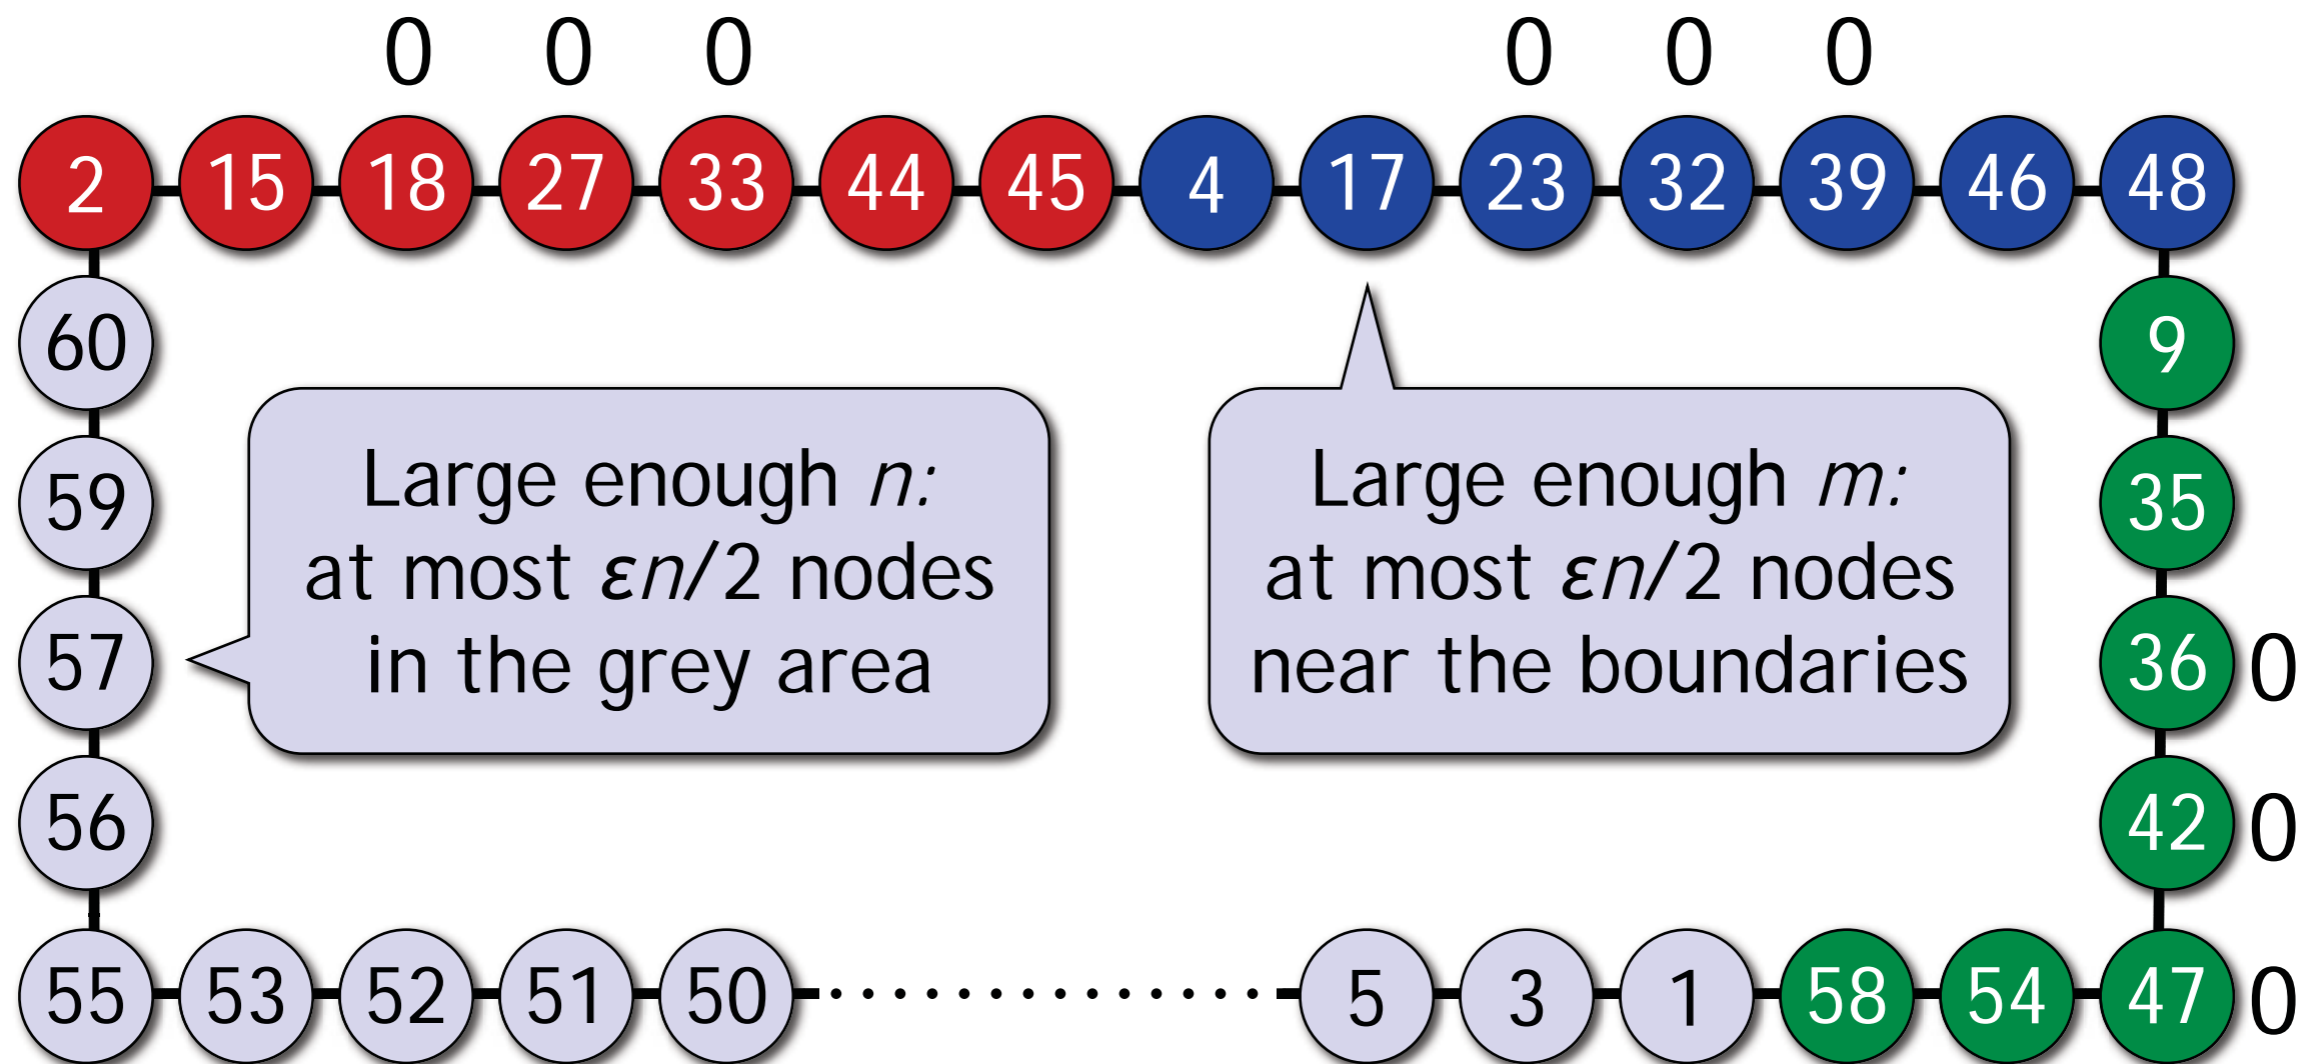 0 0 0 0 0 0
2 15 18 27 33 44 45 4 17 23 32 39 46 48
60 9
59 35
57 36 0
56 42 0
Large enough n:
at most εn/2 nodes
in the grey area
Large enough m:
at most εn/2 nodes
near the boundaries
55 53 52 51 50 5 3 1 58 54 47 0